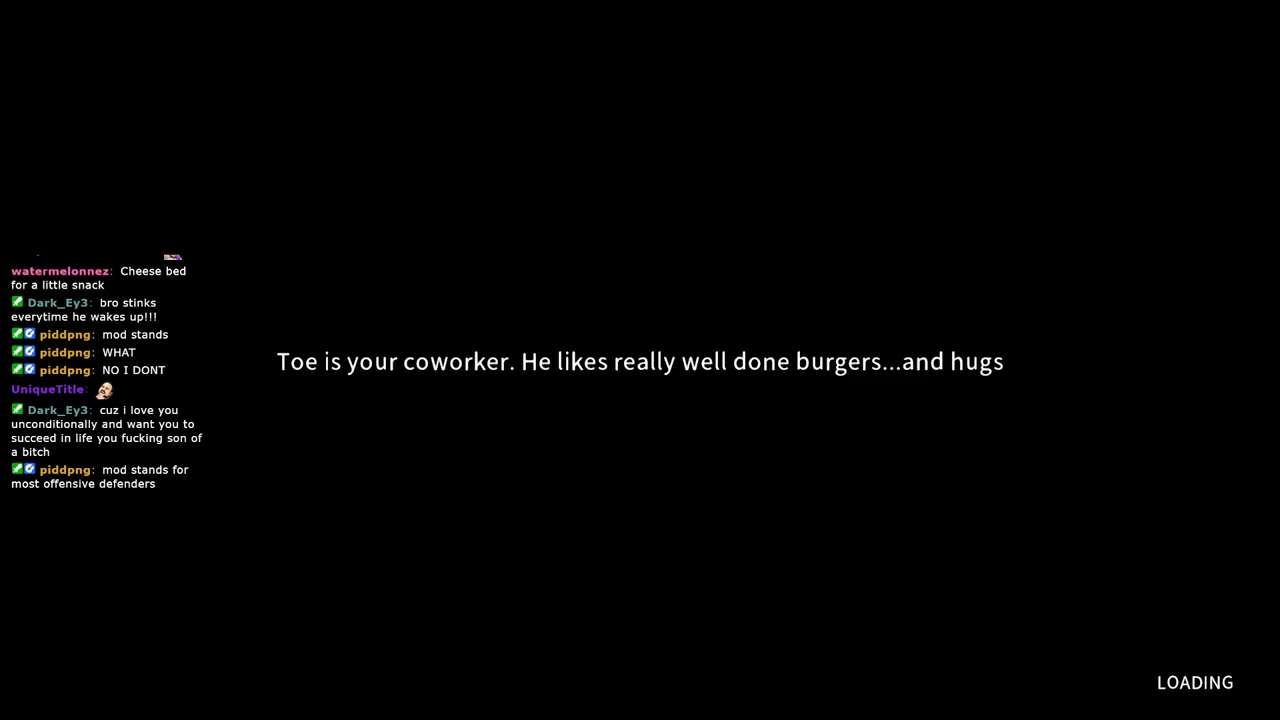 watermelonnez: Cheese bed
for a little snack
Dark_Ey3: bro stinks
everytime he wakes up!!!
piddpng: mod stands
piddpng: WHAT
piddpng: NO I DONT
UniqueTitle:
Dark_Ey3: cuz i love you
unconditionally and want you to
succeed in life you fucking son of
a bitch
piddpng: mod stands for
most offensive defenders
Toe is your coworker. He likes really well done burgers...and hugs
LOADING